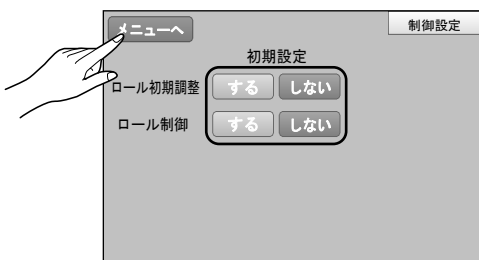 メニューへ
制御設定
初期設定
ロール初期調整 する しない
ロール制御 する しない